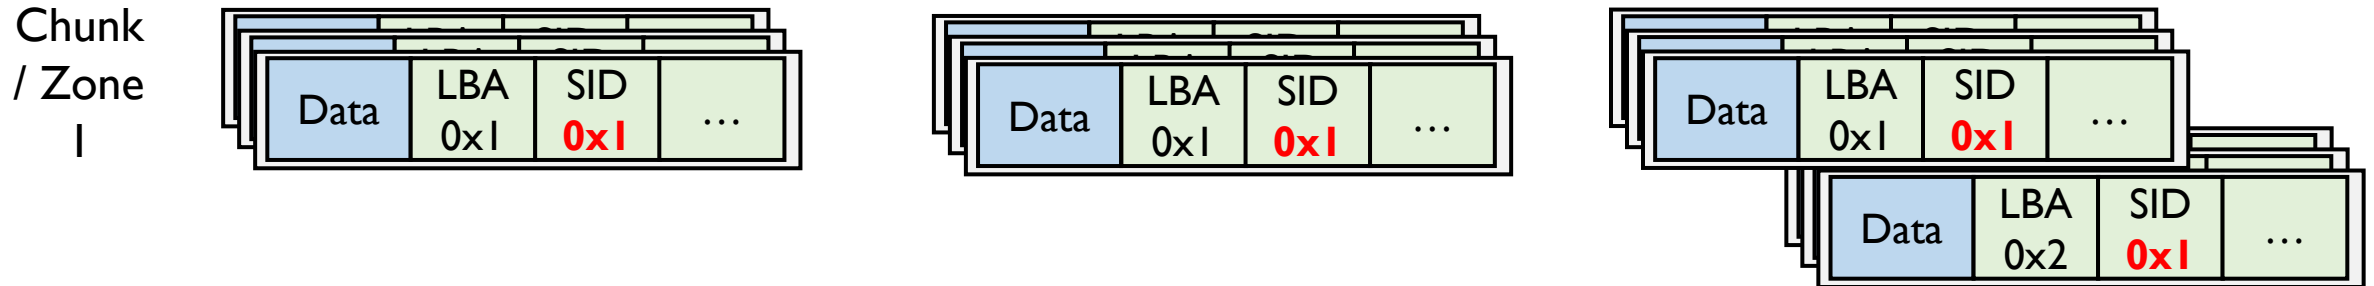 Chunk
/ Zone
1
Data LBA 0x1 SID 0x1 ...
Data LBA 0x1 SID 0x1 ...
Data LBA 0x1 SID 0x1 ...
Data LBA 0x2 SID 0x1 ...